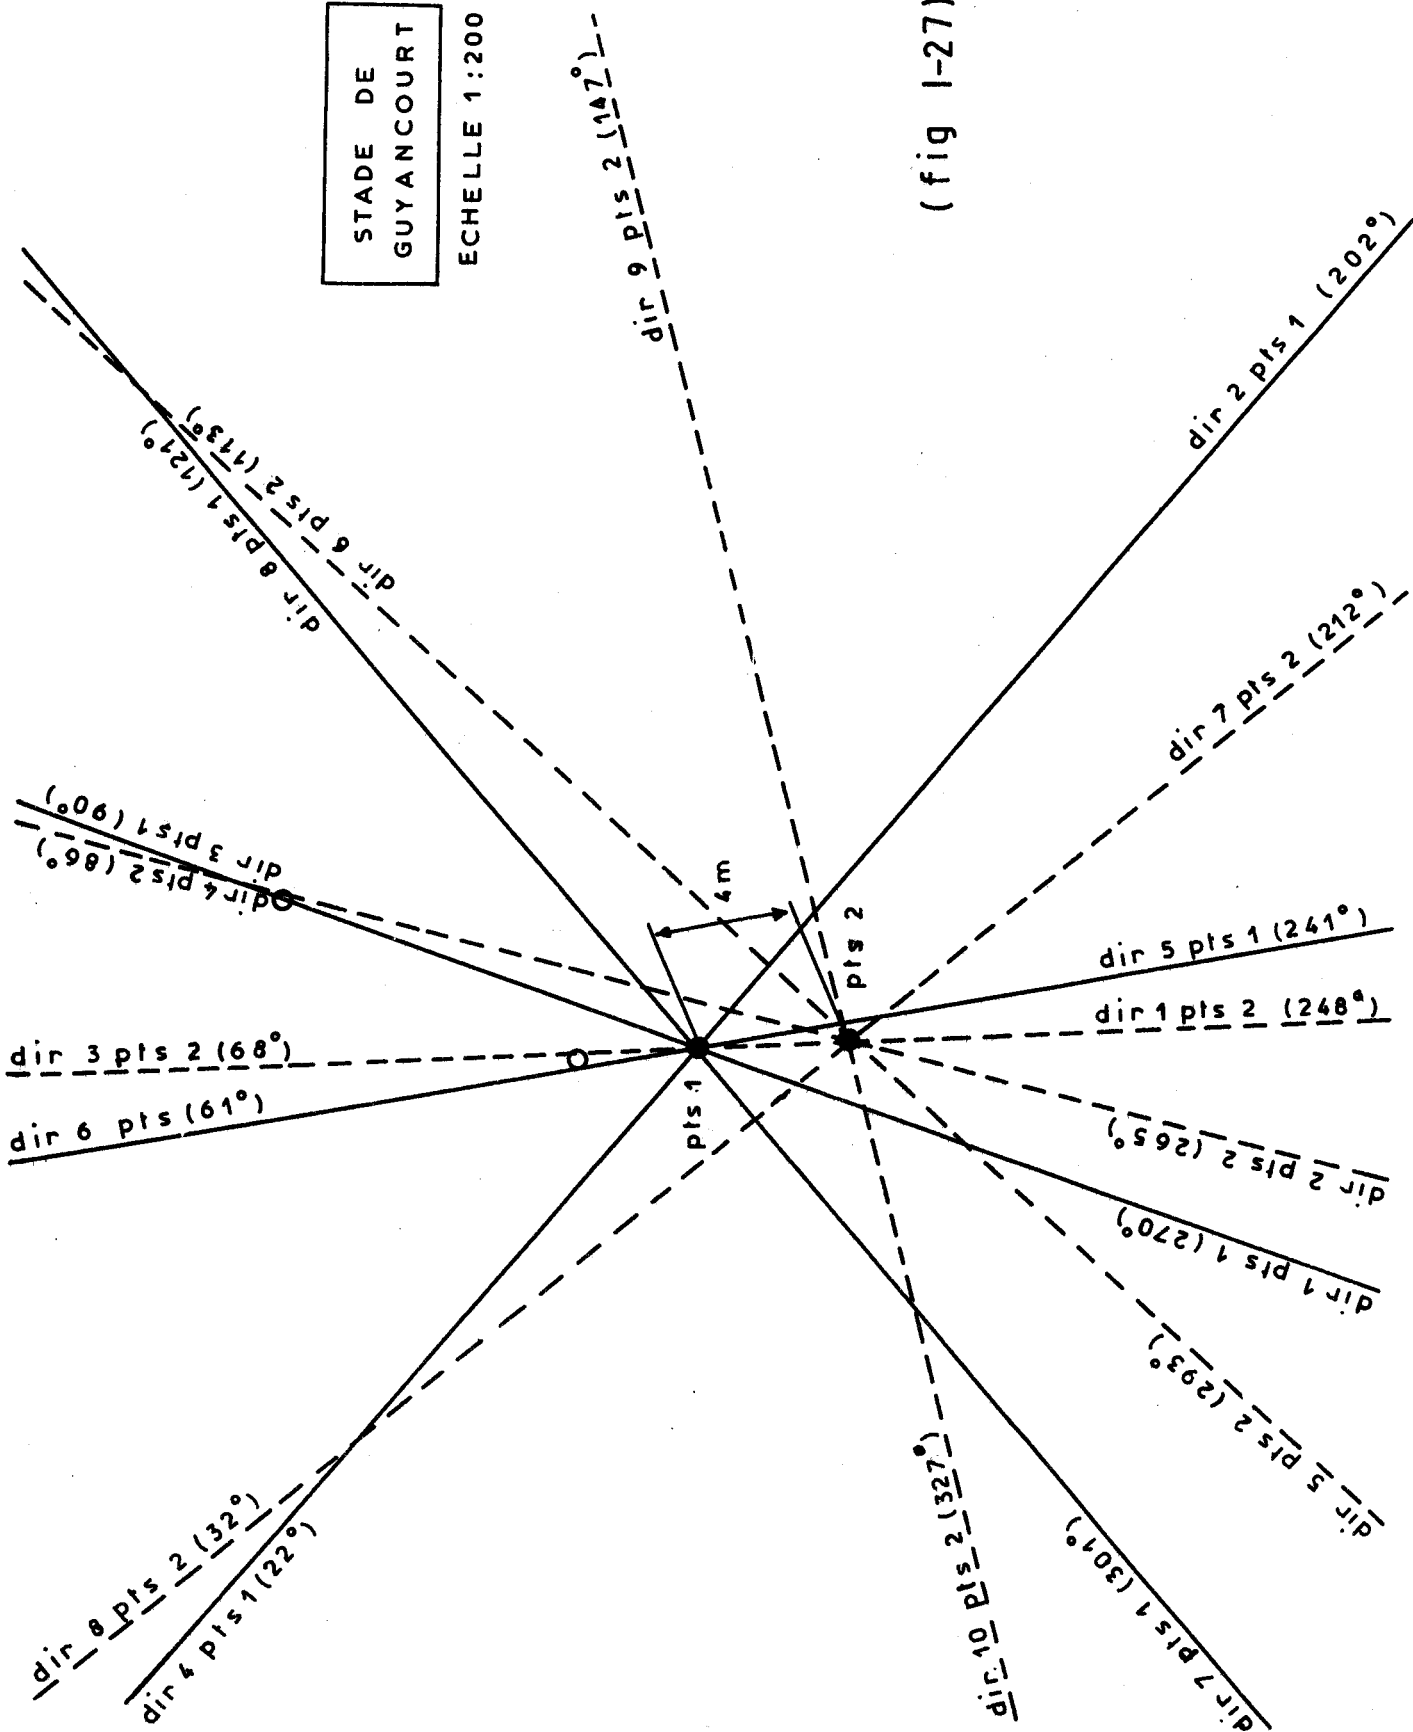 STADE DE
GUYANCOURT
ECHELLE 1:200
(fig I-27)
dir 9 pts 2 (147°)
dir 8 pts 1 (121°)
dir 6 pts 2 (113°)
dir 2 pts 1 (202°)
dir 7 pts 2 (212°)
dir 3 pts 1 (90°)
dir 4 pts 2 (86°)
4m
pts 2
dir 5 pts 1 (241°)
dir 1 pts 2 (248°)
dir 3 pts 2 (68°)
dir 6 pts (61°)
pts 1
dir 2 pts 2 (265°)
dir 1 pts 1 (270°)
dir 5 pts 2 (293°)
dir 10 pts 2 (327°)
dir 7 pts 1 (301°)
dir 8 pts 2 (32°)
dir 4 pts 1 (22°)